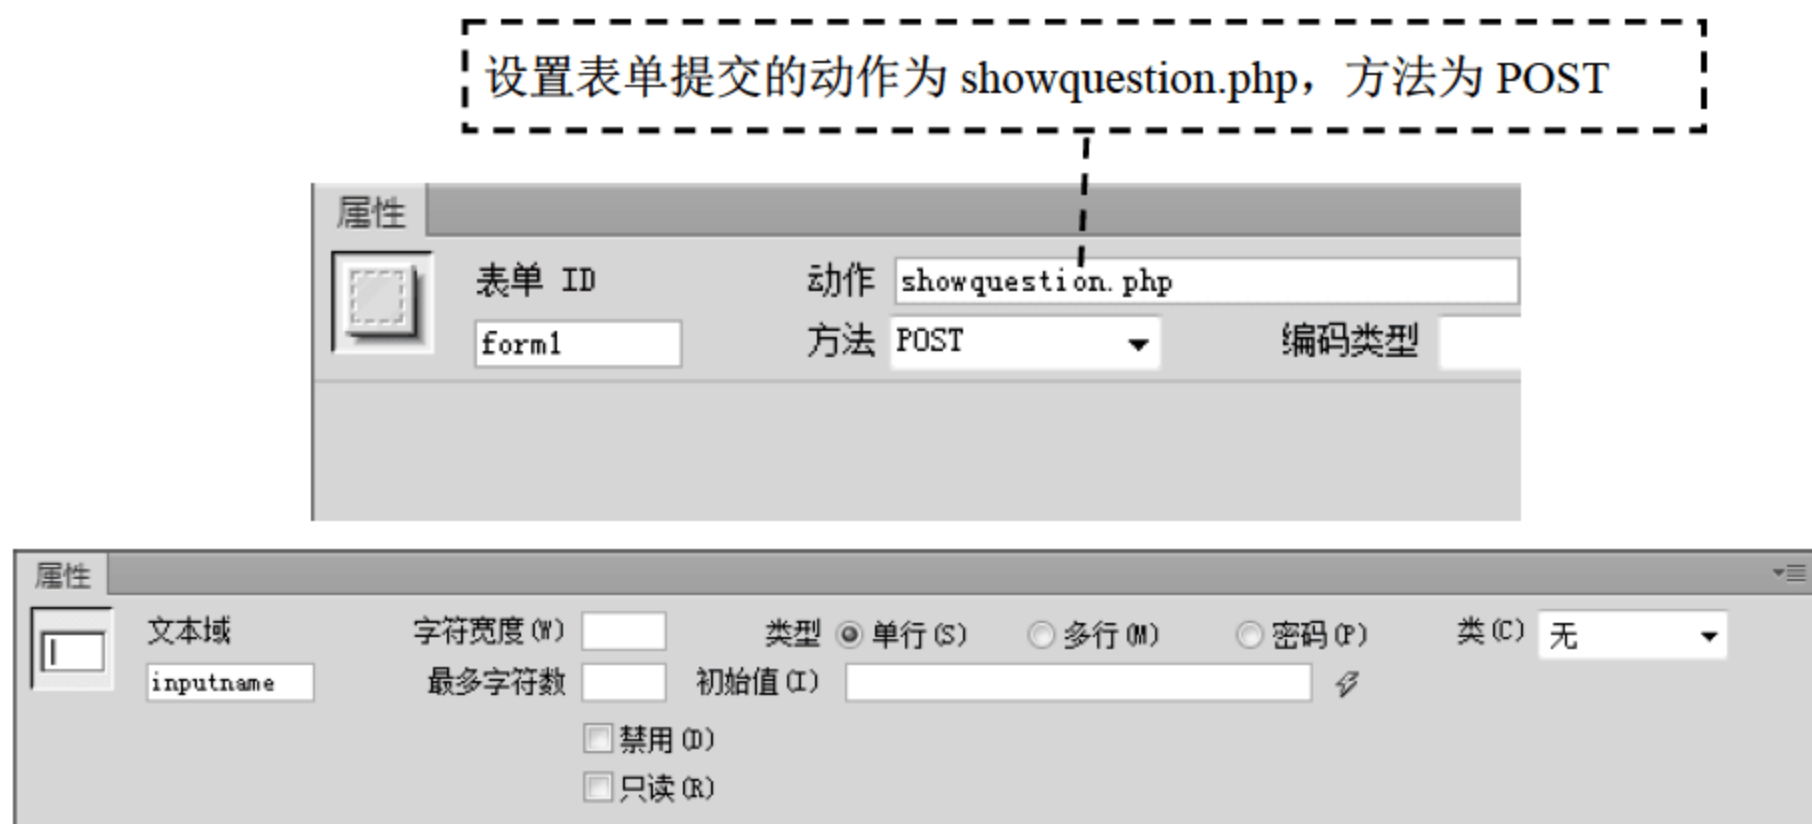 设置表单提交的动作为 showquestion.php，方法为 POST
属性
表单 ID 动作 showquestion.php
form1 方法 POST 编码类型
属性
文本域 字符宽度(W) 类型 单行(S) 多行(M) 密码(P) 类(C) 无
inputname 最多字符数 初始值(I)
禁用(D)
只读(R)